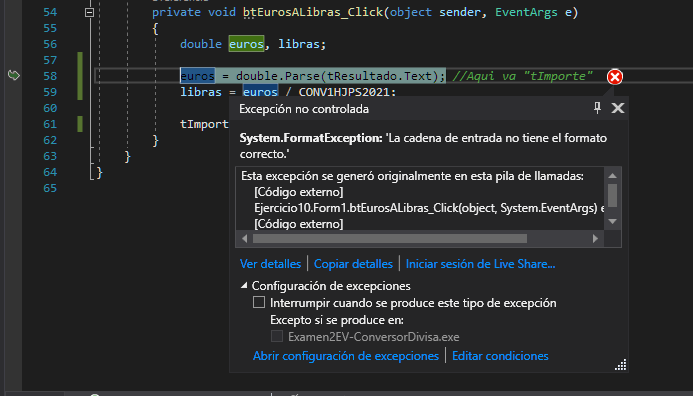 54 private void btEurosALibras_Click(object sender, EventArgs e)
55 {
56 double euros, libras;
57
58 euros = double.Parse(tResultado.Text); //Aqui va "tImporte"
59 libras = euros / CONV1HJPS2021;
60
61 tImport
62 }
63 }
64 }
65
Excepción no controlada
System.FormatException: 'La cadena de entrada no tiene el formato
correcto.'
Esta excepción se generó originalmente en esta pila de llamadas:
[Código externo]
Ejercicio10.Form1.btEurosALibras_Click(object, System.EventArgs) e
[Código externo]
Ver detalles | Copiar detalles | Iniciar sesión de Live Share...
Configuración de excepciones
Interrumpir cuando se produce este tipo de excepción
Excepto si se produce en:
Examen2EV-ConversorDivisa.exe
Abrir configuración de excepciones | Editar condiciones